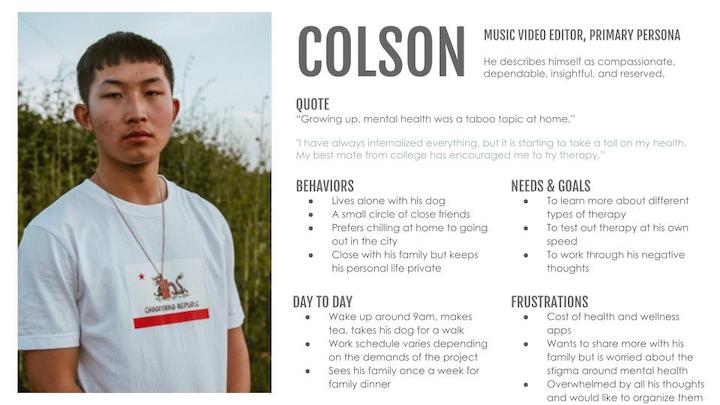 COLSON
MUSIC VIDEO EDITOR, PRIMARY PERSONA
He describes himself as compassionate,
dependable, insightful, and reserved.
QUOTE
“Growing up, mental health was a taboo topic at home.”
"I have always internalized everything, but it is starting to take a toll on my health.
My best mate from college has encouraged me to try therapy.”
BEHAVIORS
● Lives alone with his dog
● A small circle of close friends
● Prefers chilling at home to going
out in the city
● Close with his family but keeps
his personal life private
NEEDS & GOALS
● To learn more about different
types of therapy
● To test out therapy at his own
speed
● To work through his negative
thoughts
DAY TO DAY
● Wake up around 9am, makes
tea, takes his dog for a walk
● Work schedule varies depending
on the demands of the project
● Sees his family once a week for
family dinner
FRUSTRATIONS
● Cost of health and wellness
apps
● Wants to share more with his
family but is worried about the
stigma around mental health
● Overwhelmed by all his thoughts
and would like to organize them
REPUBLIC